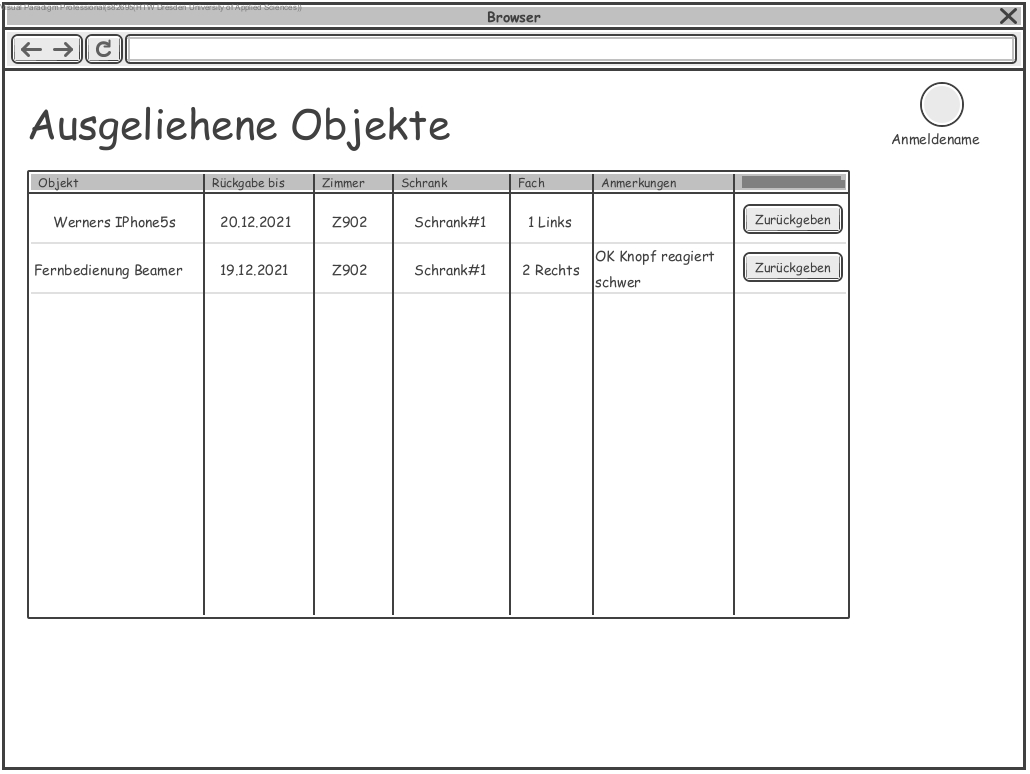 Visual Paradigm Professional(s82695(HTW Dresden University of Applied Sciences))
Browser
Ausgeliehene Objekte
Anmeldename
Objekt Rückgabe bis Zimmer Schrank Fach Anmerkungen
Werners IPhone5s 20.12.2021 Z902 Schrank#1 1 Links Zurückgeben
Fernbedienung Beamer 19.12.2021 Z902 Schrank#1 2 Rechts OK Knopf reagiert Zurückgeben
schwer